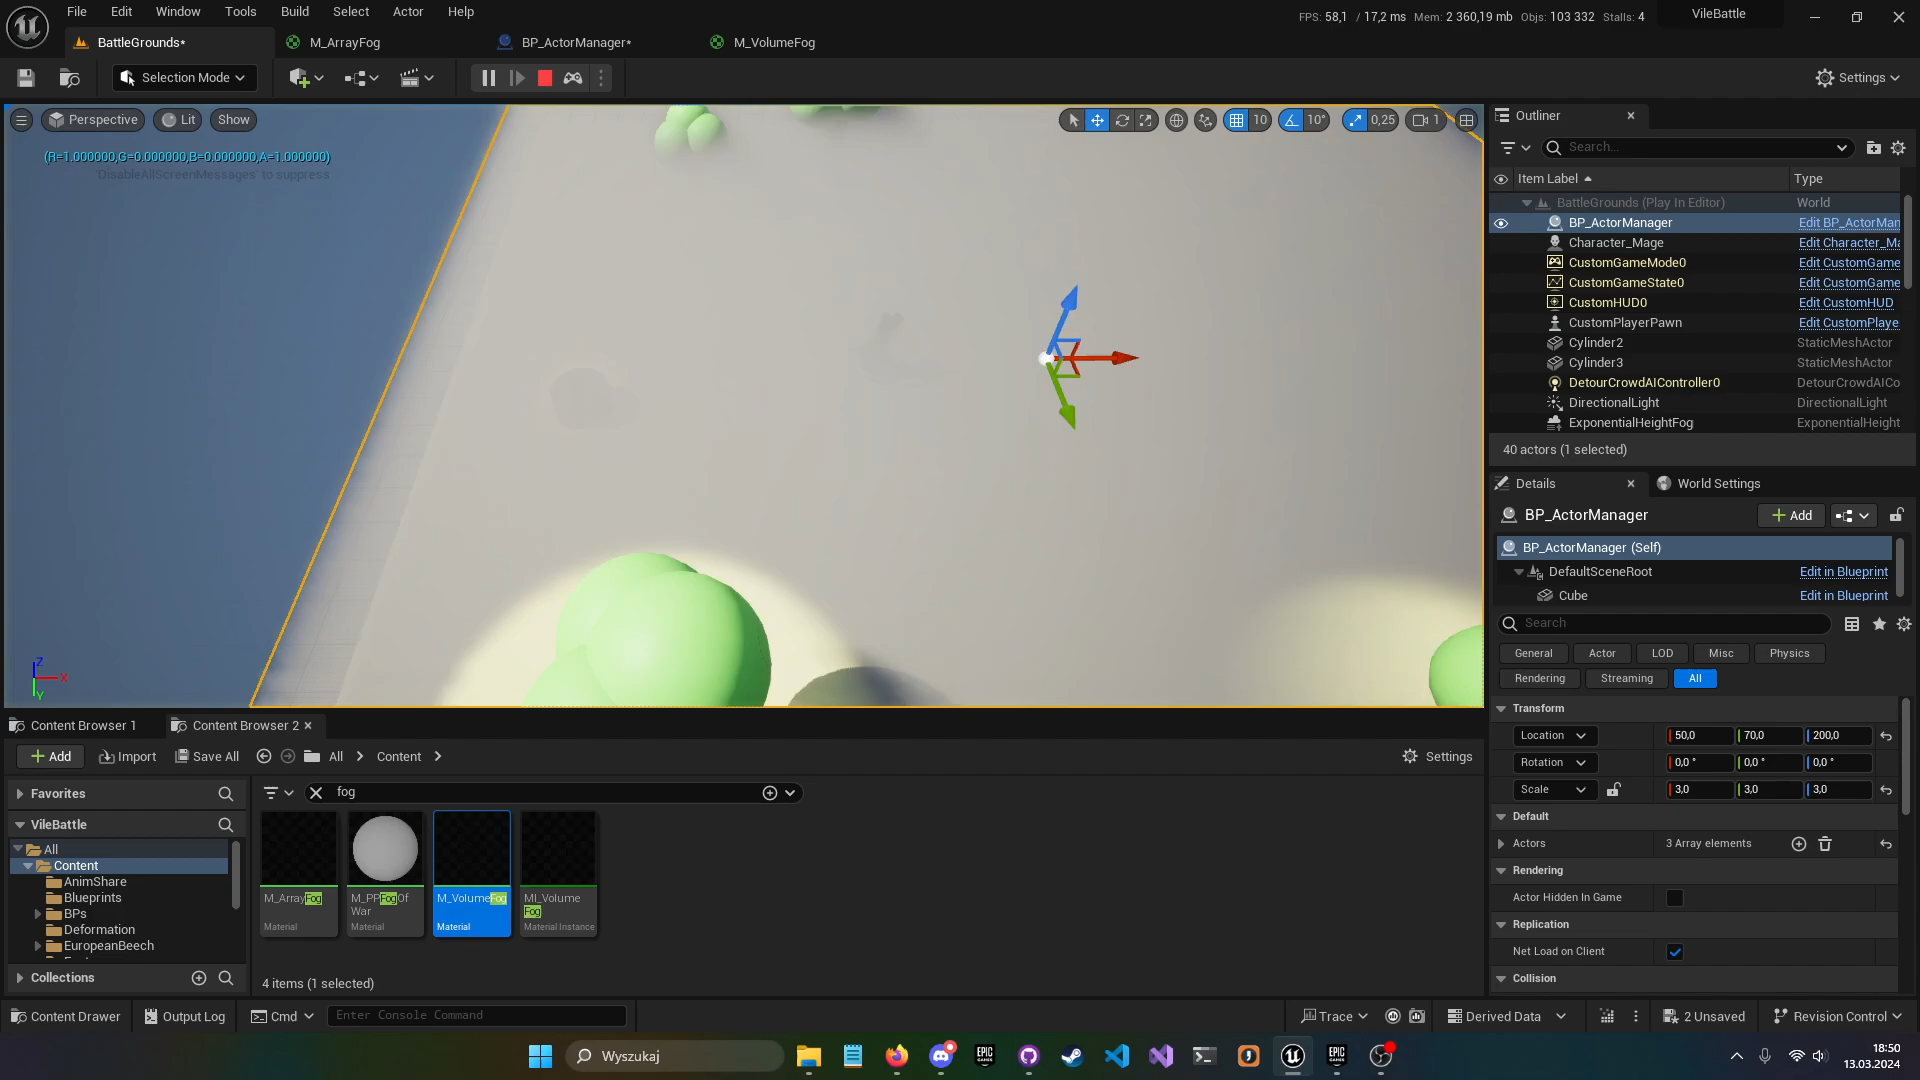 File Edit Window Tools Build Select Actor Help
FPS: 58,1 / 17,2 ms Mem: 2 360,19 mb Objs: 103 332 Stalls: 4
VileBattle
BattleGrounds* M_ArrayFog BP_ActorManager* M_VolumeFog
Selection Mode
Settings
Perspective Lit Show
10 10° 0,25 1
(R=1.000000,G=0.000000,B=0.000000,A=1.000000)
'DisableAllScreenMessages' to suppress
Z
X
Y
Outliner
Search...
Item Label Type
BattleGrounds (Play In Editor) World
BP_ActorManager Edit BP_ActorMan
Character_Mage Edit Character_Ma
CustomGameMode0 Edit CustomGame
CustomGameState0 Edit CustomGame
CustomHUD0 Edit CustomHUD
CustomPlayerPawn Edit CustomPlaye
Cylinder2 StaticMeshActor
Cylinder3 StaticMeshActor
DetourCrowdAIController0 DetourCrowdAICo
DirectionalLight DirectionalLight
ExponentialHeightFog ExponentialHeight
40 actors (1 selected)
Details World Settings
BP_ActorManager Add
BP_ActorManager (Self)
DefaultSceneRoot Edit in Blueprint
Cube Edit in Blueprint
Search
General Actor LOD Misc Physics
Rendering Streaming All
Transform
Location 50,0 70,0 200,0
Rotation 0,0 ° 0,0 ° 0,0 °
Scale 3,0 3,0 3,0
Default
Actors 3 Array elements
Rendering
Actor Hidden In Game
Replication
Net Load on Client
Collision
Content Browser 1 Content Browser 2
Add Import Save All All Content Settings
Favorites
VileBattle
All
Content
AnimShare
Blueprints
BPs
Deformation
EuropeanBeech
Collections
fog
M_ArrayFog
Material
M_PPFogOf
War
Material
M_VolumeFog
Material
MI_Volume
Fog
Material Instance
4 items (1 selected)
Content Drawer Output Log Cmd Enter Console Command Trace Derived Data 2 Unsaved Revision Control
Wyszukaj
EPIC
GAMES
EPIC
GAMES
18:50
13.03.2024